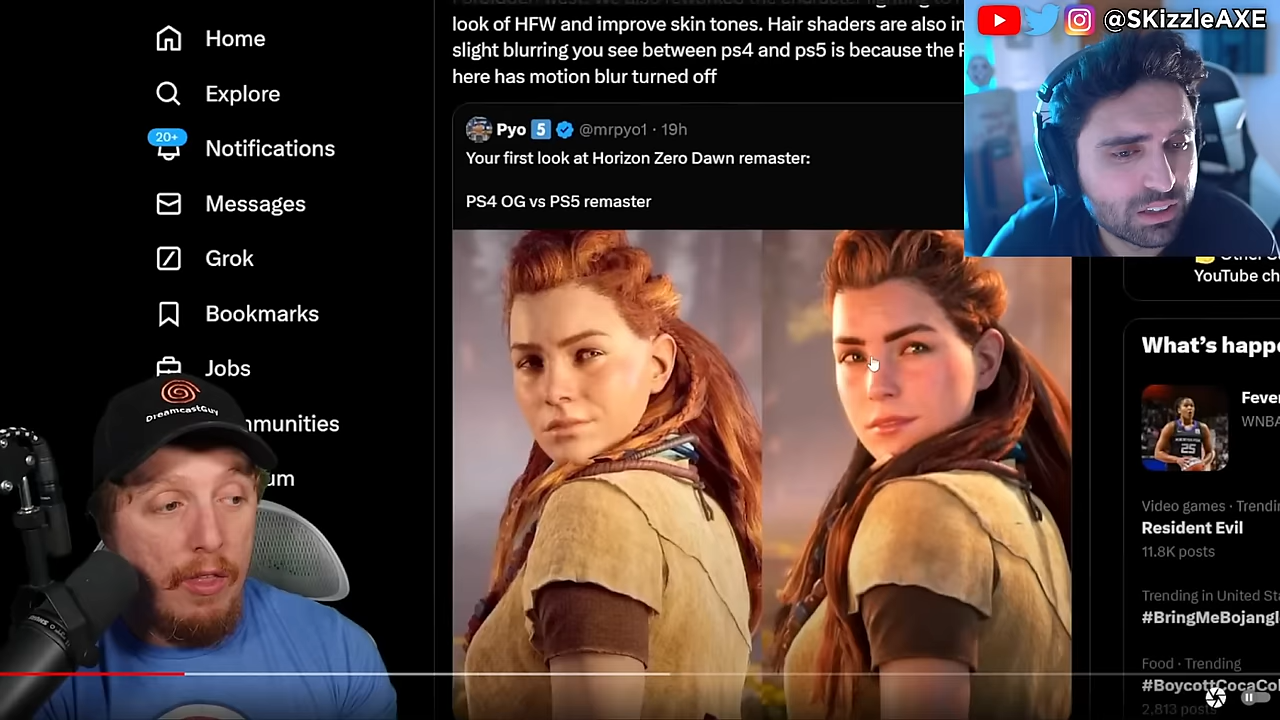 Home
Explore
20+
Notifications
Messages
Grok
Bookmarks
Jobs
mmunities
um
DreamcastGuy
look of HFW and improve skin tones. Hair shaders are also in
slight blurring you see between ps4 and ps5 is because the P
here has motion blur turned off
Pyo 5 @mrpyo1 · 19h
Your first look at Horizon Zero Dawn remaster:
PS4 OG vs PS5 remaster
@SKizzleAXE
YouTube ch
What's happe
Feve
WNBA
Video games · Trendi
Resident Evil
11.8K posts
Trending in United Sta
#BringMeBojangl
Food · Trending
#BoycottCocaCol
2,813 posts